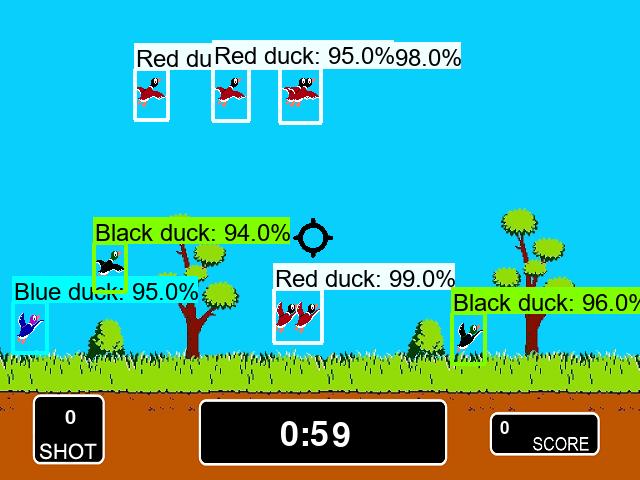 Red du
Red duck: 95.0%
98.0%
Black duck: 94.0%
Red duck: 99.0%
Blue duck: 95.0%
Black duck: 96.0%
0
SHOT
0:59
0
SCORE